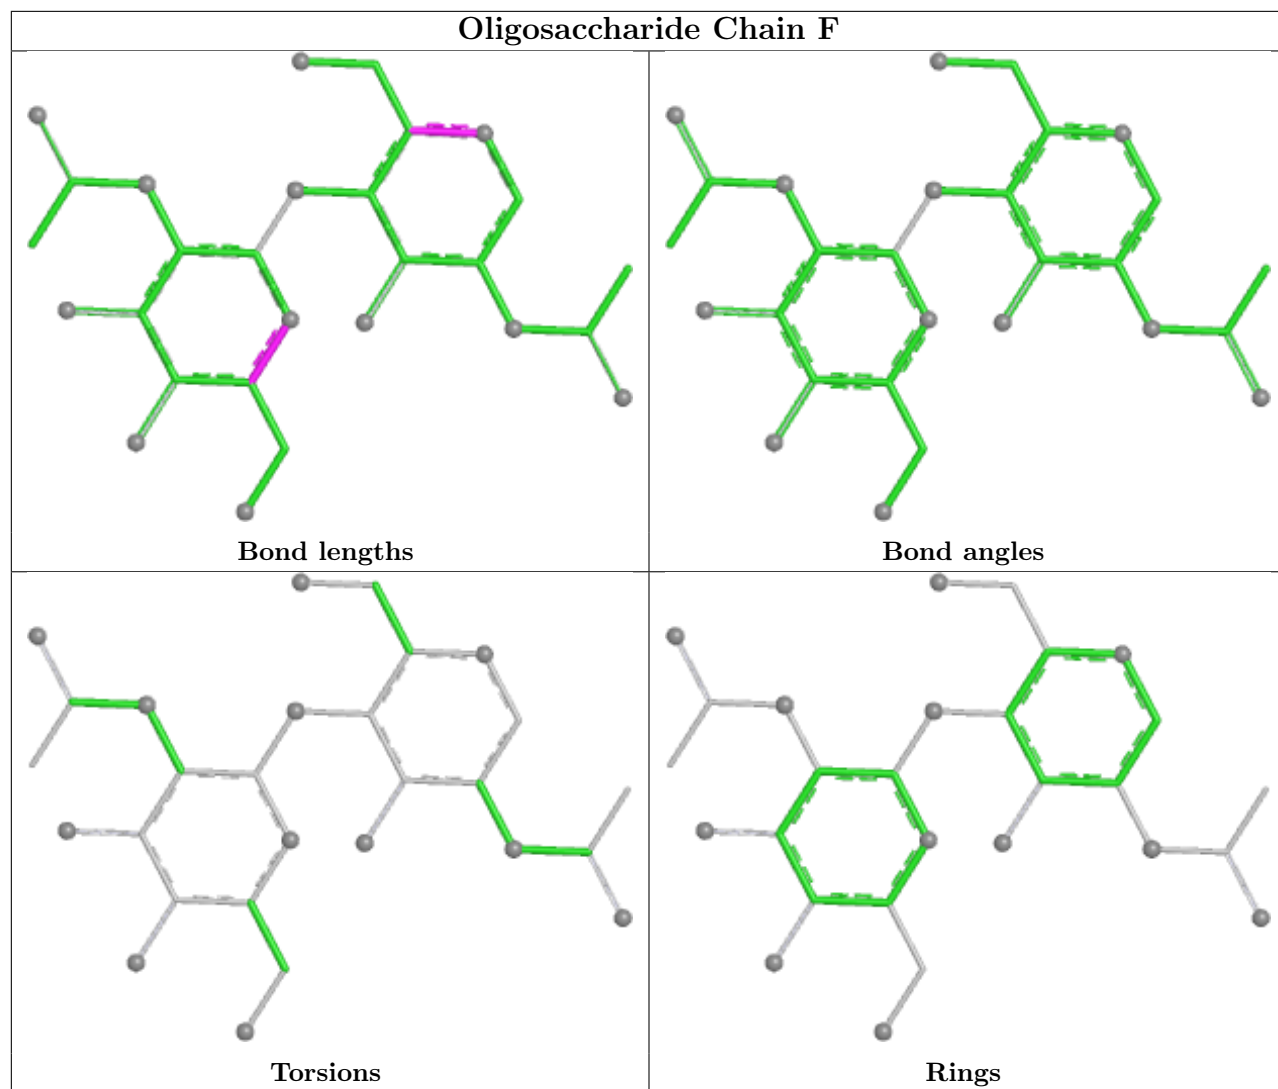 Oligosaccharide Chain F
Bond lengths
Bond angles
Torsions
Rings